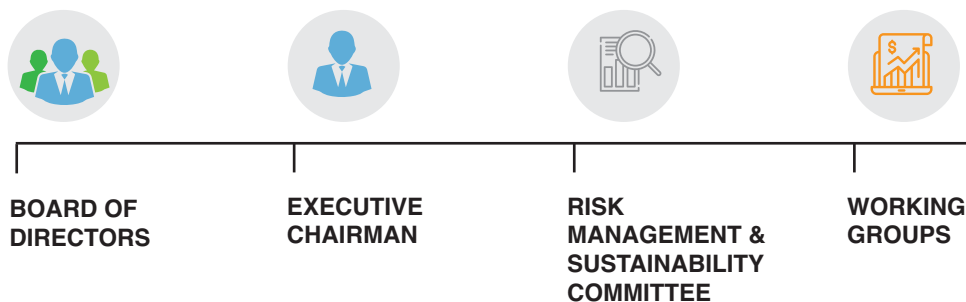 BOARD OF
DIRECTORS
EXECUTIVE
CHAIRMAN
RISK
MANAGEMENT &
SUSTAINABILITY
COMMITTEE
WORKING
GROUPS
$